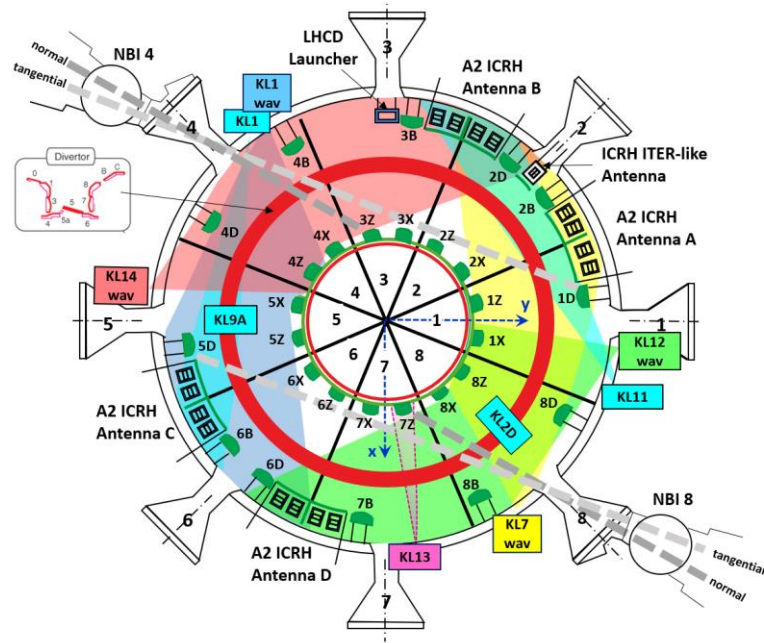 NBI 4
normal
tangential
KL1
wav
KL1
LHCD
Launcher
3
A2 ICRH
Antenna B
4
2
3B
4B
2D
ICRH ITER-like
Antenna
Divertor
0
1
3
4
5a
5
6
7
8
B
C
2B
A2 ICRH
Antenna A
4D
3Z
3X
4X
2Z
4Z
2X
3
4
2
1D
KL14
wav
5X
1Z
5
KL9A
5
1
y
1
5Z
1X
KL12
wav
5D
6
8
7
6X
8Z
KL11
A2 ICRH
Antenna C
6Z
8X
8D
7X
7Z
x
KL2D
6B
6D
7B
8B
NBI 8
6
8
KL7
wav
A2 ICRH
Antenna D
KL13
tangential
normal
7